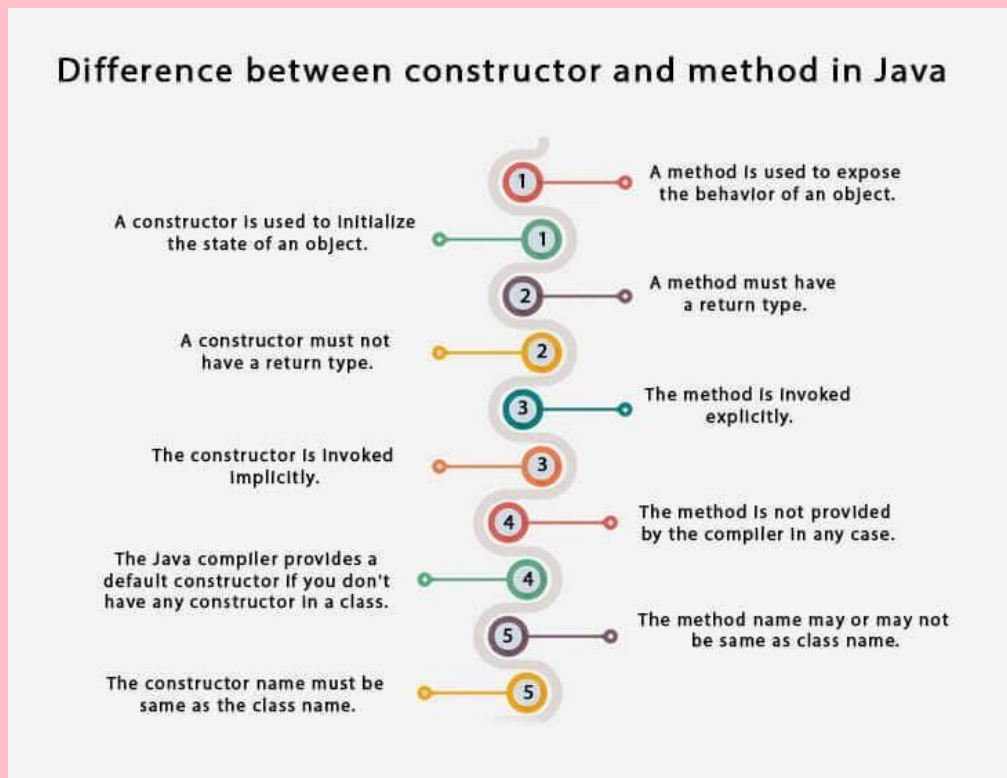 Difference between constructor and method in Java
1
A method is used to expose
the behavior of an object.
A constructor is used to initialize
the state of an object.
1
2
A method must have
a return type.
A constructor must not
have a return type.
2
3
The method is invoked
explicitly.
The constructor is invoked
implicitly.
3
4
The method is not provided
by the compiler in any case.
The Java compiler provides a
default constructor if you don't
have any constructor in a class.
4
5
The method name may or may not
be same as class name.
The constructor name must be
same as the class name.
5